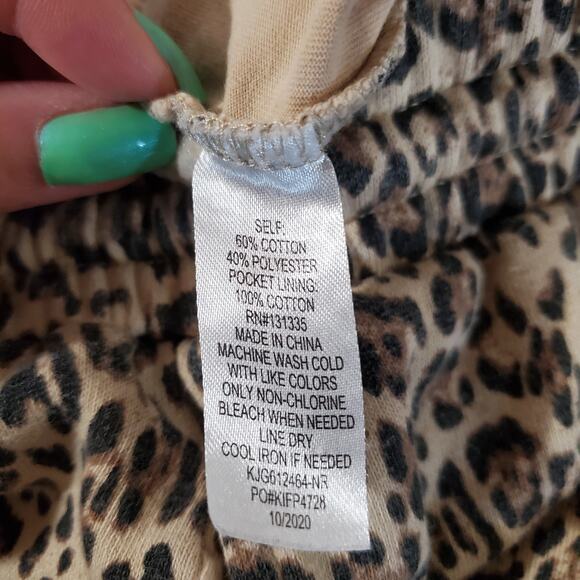 SELF:
60% COTTON
40% POLYESTER
POCKET LINING:
100% COTTON
RN#131335
MADE IN CHINA
MACHINE WASH COLD
WITH LIKE COLORS
ONLY NON-CHLORINE
BLEACH WHEN NEEDED
LINE DRY
COOL IRON IF NEEDED
KJG612464-NR
PO#KIFP4728
10/2020